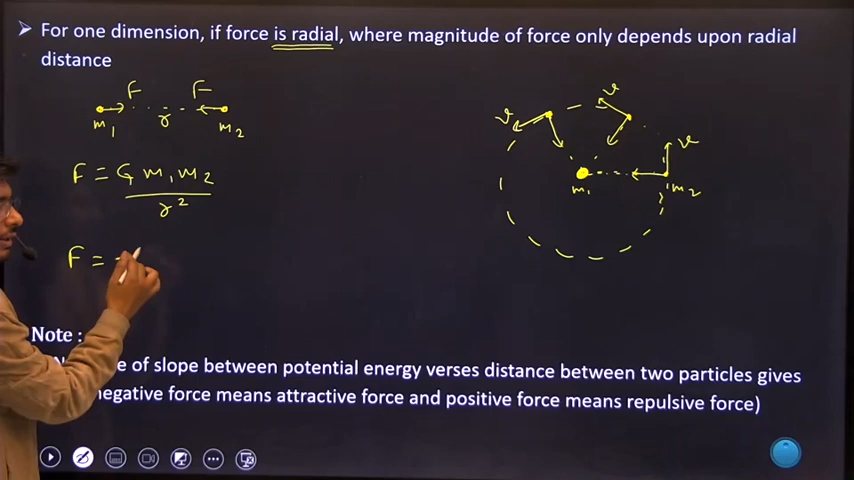 For one dimension, if force is radial, where magnitude of force only depends upon radial
distance
F F
m₁ r m₂
F = G m₁ m₂
r²
F =
v v v
m₁ m₂
Note :
of slope between potential energy verses distance between two particles gives
negative force means attractive force and positive force means repulsive force)